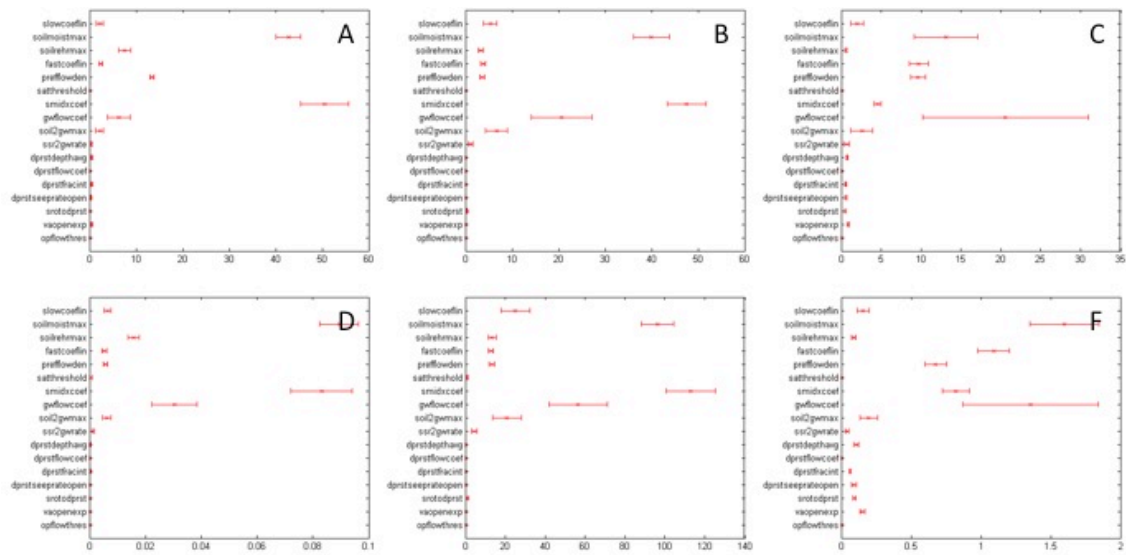 A
slowcoeflin
soilmoistmax
soilrehrmax
fastcoeflin
prefflowden
satthreshold
smidxcoef
gwflowcoef
soil2gwmax
ssr2gwrate
dprstdepthavg
dprstflowcoef
dprstfracint
dprstseeprateopen
srotodprst
vaopenexp
opflowthres
0 10 20 30 40 50 60
B
slowcoeflin
soilmoistmax
soilrehrmax
fastcoeflin
prefflowden
satthreshold
smidxcoef
gwflowcoef
soil2gwmax
ssr2gwrate
dprstdepthavg
dprstflowcoef
dprstfracint
dprstseeprateopen
srotodprst
vaopenexp
opflowthres
0 10 20 30 40 50 60
C
slowcoeflin
soilmoistmax
soilrehrmax
fastcoeflin
prefflowden
satthreshold
smidxcoef
gwflowcoef
soil2gwmax
ssr2gwrate
dprstdepthavg
dprstflowcoef
dprstfracint
dprstseeprateopen
srotodprst
vaopenexp
opflowthres
0 5 10 15 20 25 30 35
D
slowcoeflin
soilmoistmax
soilrehrmax
fastcoeflin
prefflowden
satthreshold
smidxcoef
gwflowcoef
soil2gwmax
ssr2gwrate
dprstdepthavg
dprstflowcoef
dprstfracint
dprstseeprateopen
srotodprst
vaopenexp
opflowthres
0 0.02 0.04 0.06 0.08 0.1
slowcoeflin
soilmoistmax
soilrehrmax
fastcoeflin
prefflowden
satthreshold
smidxcoef
gwflowcoef
soil2gwmax
ssr2gwrate
dprstdepthavg
dprstflowcoef
dprstfracint
dprstseeprateopen
srotodprst
vaopenexp
opflowthres
0 20 40 60 80 100 120 140
F
slowcoeflin
soilmoistmax
soilrehrmax
fastcoeflin
prefflowden
satthreshold
smidxcoef
gwflowcoef
soil2gwmax
ssr2gwrate
dprstdepthavg
dprstflowcoef
dprstfracint
dprstseeprateopen
srotodprst
vaopenexp
opflowthres
0 0.5 1 1.5 2